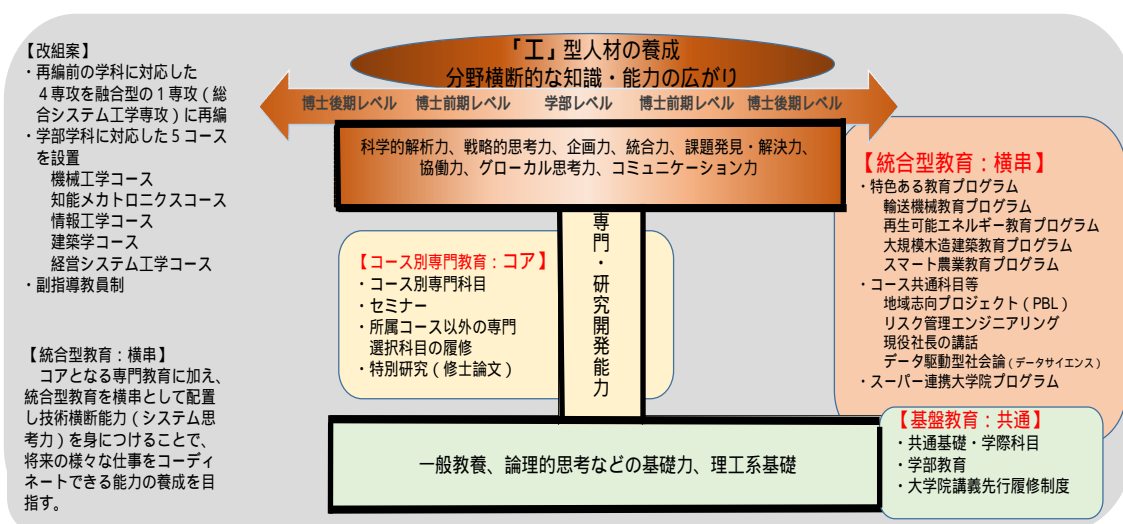 【改組案】
・再編前の学科に対応した
４専攻を融合型の１専攻（総
合システム工学専攻）に再編
・学部学科に対応した５コース
を設置
機械工学コース
知能メカトロニクスコース
情報工学コース
建築学コース
経営システム工学コース
・副指導教員制
【統合型教育：横串】
コアとなる専門教育に加え、
統合型教育を横串として配置
し技術横断能力（システム思
考力）を身につけることで、
将来の様々な仕事をコーディ
ネートできる能力の養成を目
指す。
「工」型人材の養成
分野横断的な知識・能力の広がり
博士後期レベル 博士前期レベル 学部レベル 博士前期レベル 博士後期レベル
科学的解析力、戦略的思考力、企画力、統合力、課題発見・解決力、
協働力、グローカル思考力、コミュニケーション力
専門・研究開発能力
【コース別専門教育：コア】
・コース別専門科目
・セミナー
・所属コース以外の専門
選択科目の履修
・特別研究（修士論文）
【統合型教育：横串】
・特色ある教育プログラム
輸送機械教育プログラム
再生可能エネルギー教育プログラム
大規模木造建築教育プログラム
スマート農業教育プログラム
・コース共通科目等
地域志向プロジェクト（PBL）
リスク管理エンジニアリング
現役社長の講話
データ駆動型社会論（データサイエンス）
・スーパー連携大学院プログラム
【基盤教育：共通】
・共通基礎・学際科目
・学部教育
・大学院講義先行履修制度
一般教養、論理的思考などの基礎力、理工系基礎